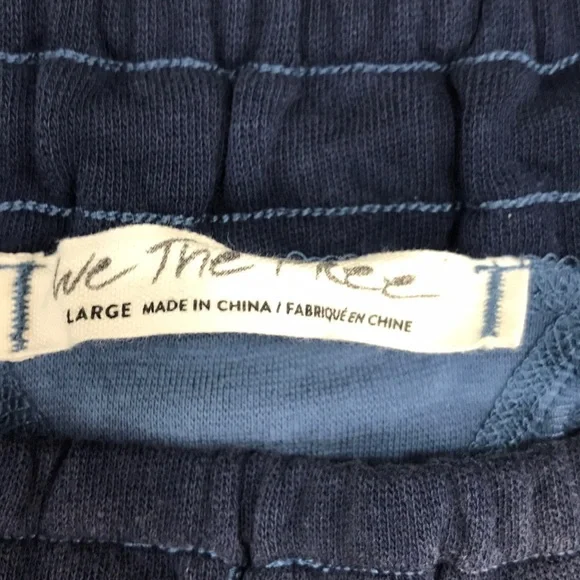 We The Free
LARGE MADE IN CHINA / FABRIQUÉ EN CHINE